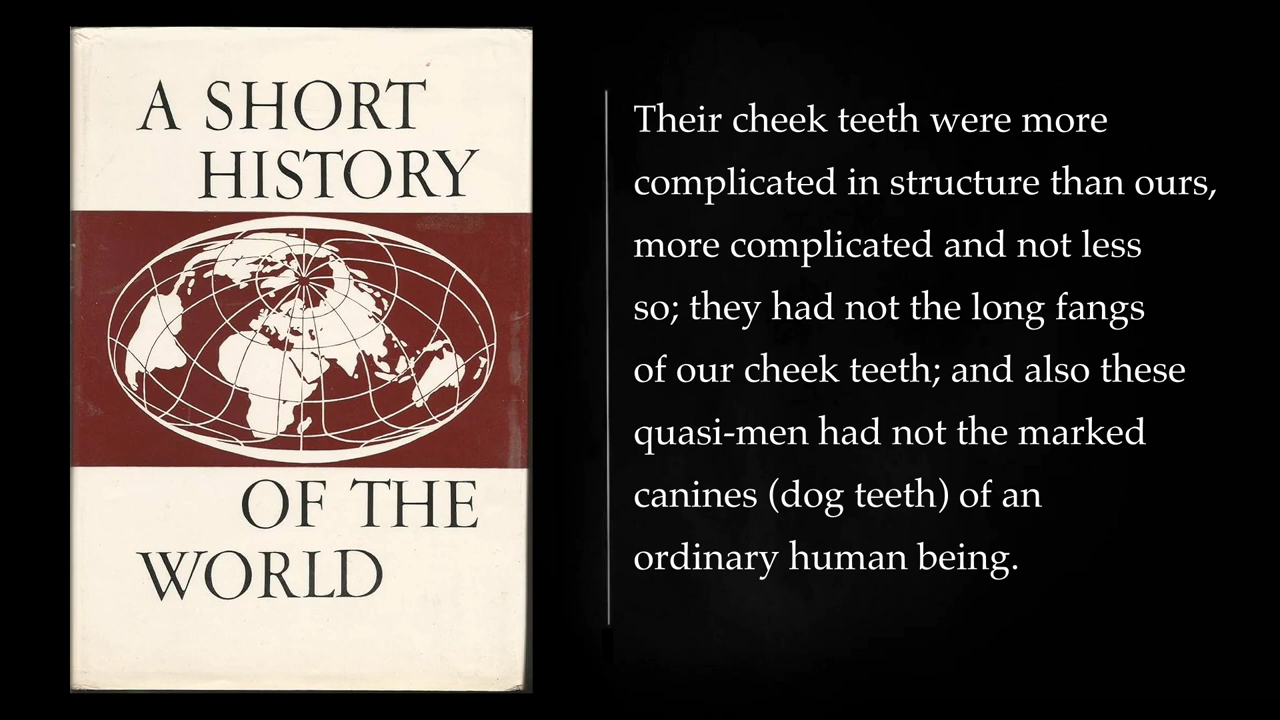 A SHORT
HISTORY
OF THE
WORLD
Their cheek teeth were more
complicated in structure than ours,
more complicated and not less
so; they had not the long fangs
of our cheek teeth; and also these
quasi-men had not the marked
canines (dog teeth) of an
ordinary human being.